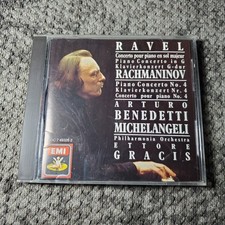 RAVEL
Concerto pour piano en sol majeur
Piano Concerto in G
Klavierkonzert G-dur
RACHMANINOV
Piano Concerto No. 4
Klavierkonzert Nr. 4
Concerto pour piano No. 4
ARTURO
BENEDETTI
MICHELANGELI
Philharmonia Orchestra
ETTORE
GRACIS
EMI